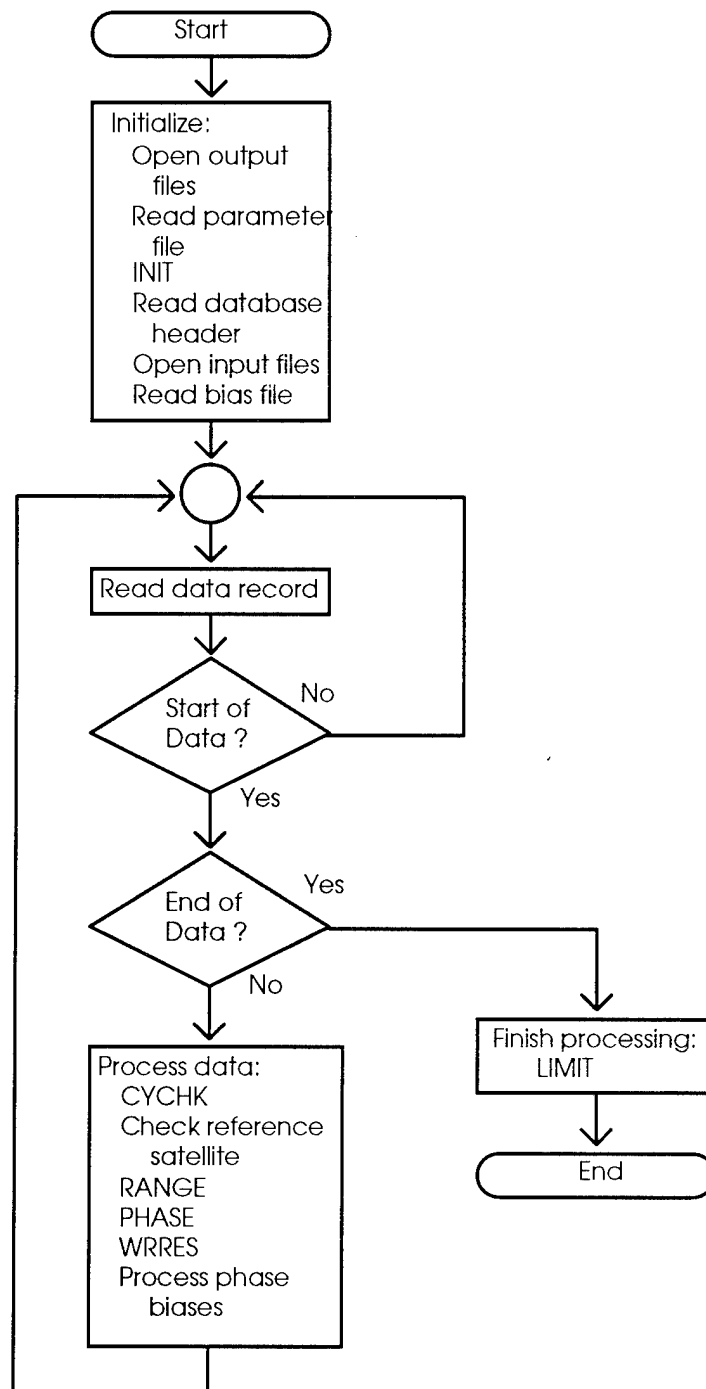 Start
Initialize:
Open output
files
Read parameter
file
INIT
Read database
header
Open input files
Read bias file
Read data record
No
Start of
Data ?
Yes
Yes
End of
Data ?
No
Process data:
CYCHK
Check reference
satellite
RANGE
PHASE
WRRES
Process phase
biases
Finish processing:
LIMIT
End